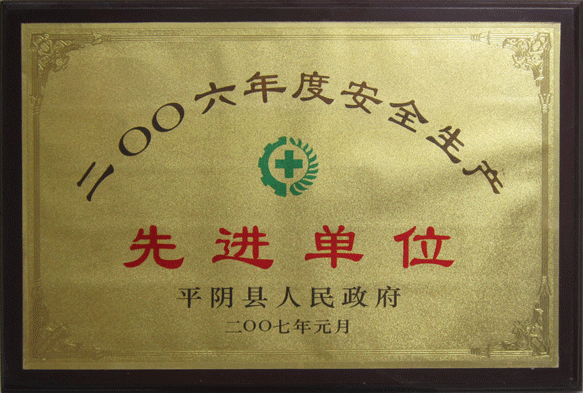 二〇〇六年度安全生产
先进单位
平阴县人民政府
二〇〇七年元月